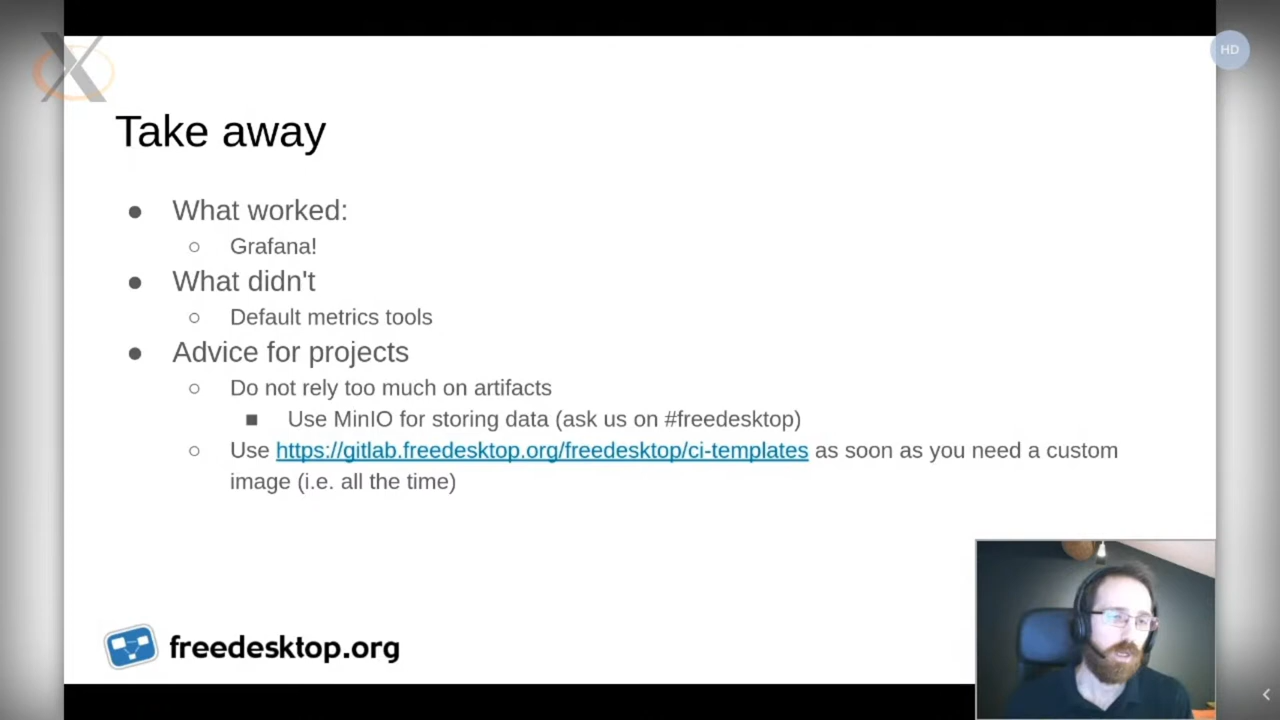 X
HD
Take away
● What worked:
○ Grafana!
● What didn't
○ Default metrics tools
● Advice for projects
○ Do not rely too much on artifacts
■ Use MinIO for storing data (ask us on #freedesktop)
○ Use https://gitlab.freedesktop.org/freedesktop/ci-templates as soon as you need a custom
image (i.e. all the time)
freedesktop.org